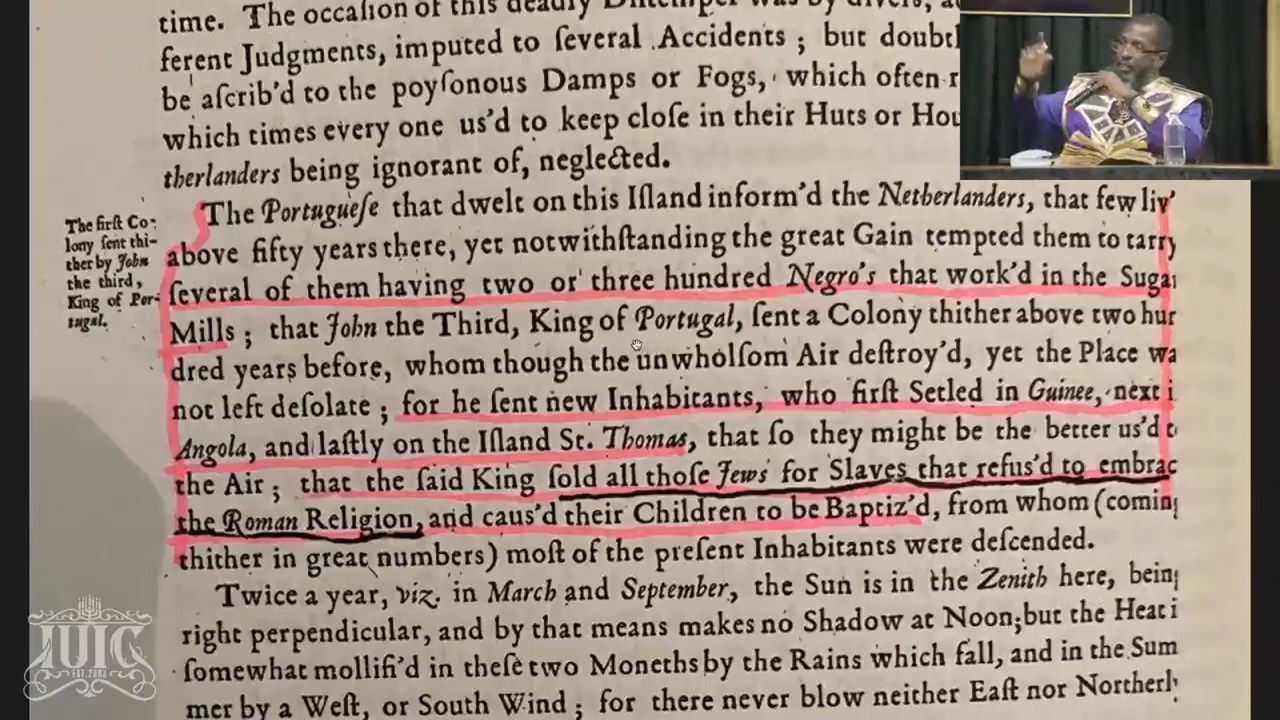 time. The occaſion of this deadly
ferent Judgments, imputed to ſeveral Accidents ; but
be aſcrib'd to the poyſonous Damps or Fogs, which often
which times every one us'd to keep cloſe in their Huts or
therlanders being ignorant of, neglected.
The firſt Co-
lony ſent thi-
ther by John
the third,
King of Por-
tugal.
The Portugueſe that dwelt on this Iſland inform'd the Netherlanders, that few liv'
above fifty years there, yet notwithſtanding the great Gain tempted them to tarry
ſeveral of them having two or three hundred Negro's that work'd in the Sugar
Mills ; that John the Third, King of Portugal, ſent a Colony thither above two hun
dred years before, whom though the unwholſom Air deſtroy'd, yet the Place wa
not left deſolate ; for he ſent new Inhabitants, who firſt Setled in Guinee, next i
Angola, and laſtly on the Iſland St. Thomas, that ſo they might be the better us'd t
the Air ; that the ſaid King ſold all thoſe Jews for Slaves that refus'd to embrac
the Roman Religion, and caus'd their Children to be Baptiz'd, from whom (coming
thither in great numbers) moſt of the preſent Inhabitants were deſcended.
Twice a year, viz. in March and September, the Sun is in the Zenith here, being
right perpendicular, and by that means makes no Shadow at Noon; but the Heat i
ſomewhat mollifi'd in theſe two Moneths by the Rains which fall, and in the Sum
mer by a Weſt, or South Wind ; for there never blow neither Eaſt nor Northerly
IUIC
EST. 2003